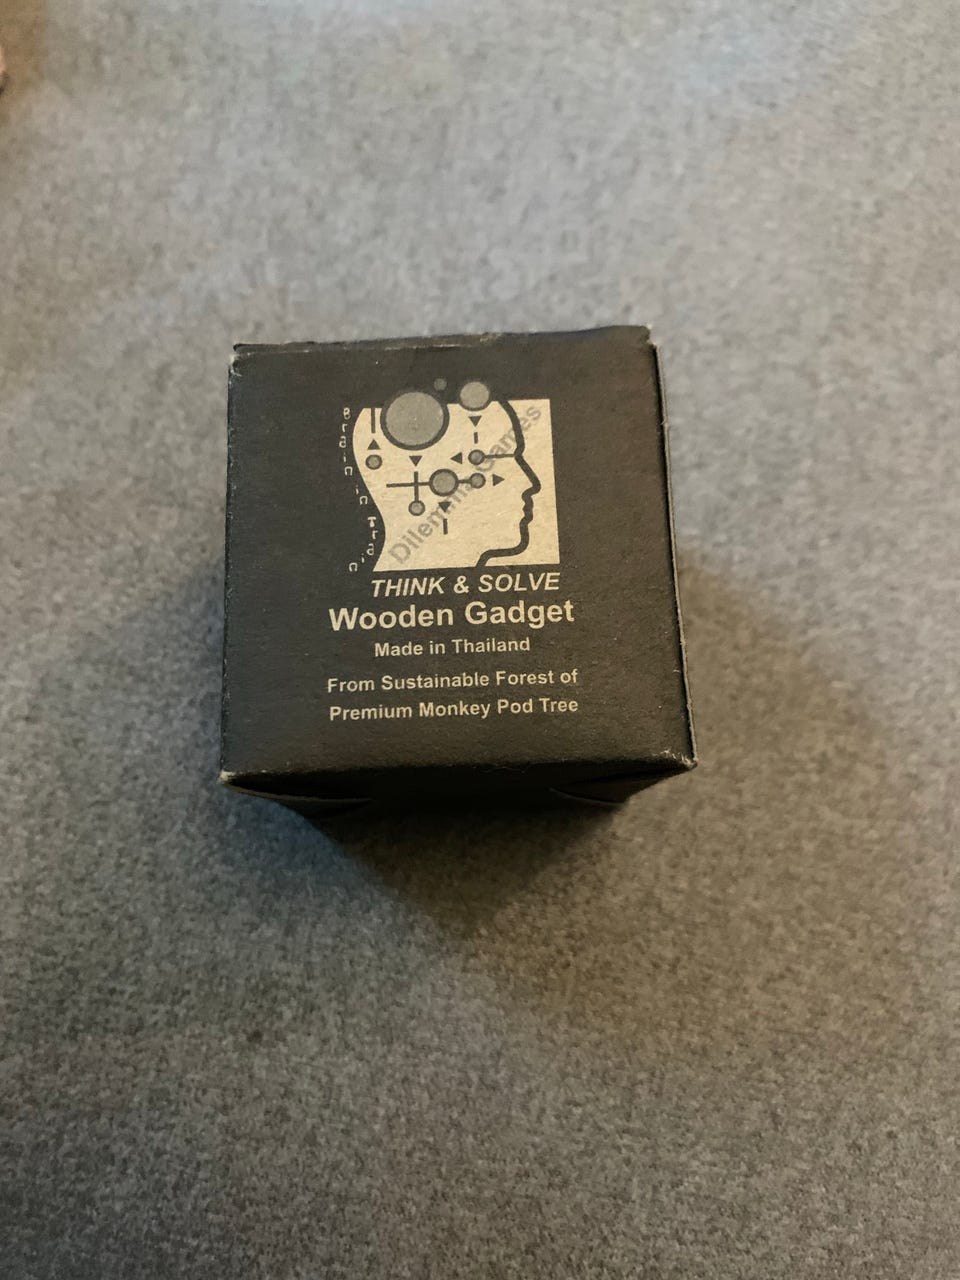 Brain in Train
Dilemma Games
THINK & SOLVE
Wooden Gadget
Made in Thailand
From Sustainable Forest of
Premium Monkey Pod Tree